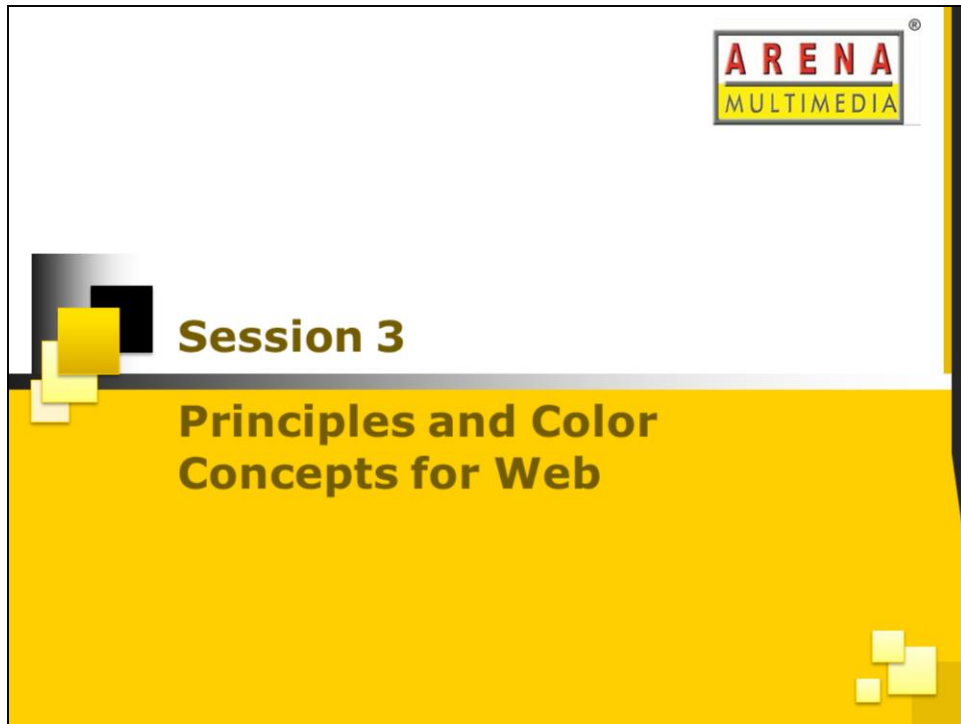 ARENA ®
MULTIMEDIA
Session 3
Principles and Color
Concepts for Web